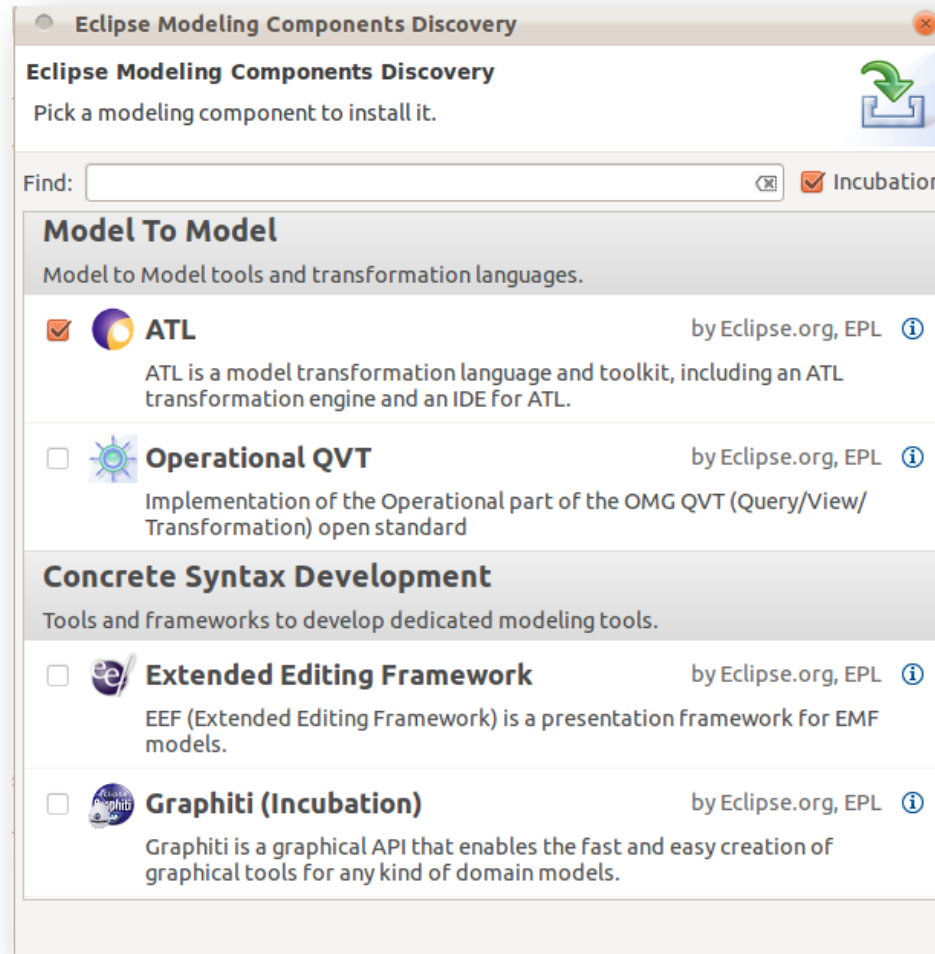 Eclipse Modeling Components Discovery
Eclipse Modeling Components Discovery
Pick a modeling component to install it.
Find:
Incubation
Model To Model
Model to Model tools and transformation languages.
ATL by Eclipse.org, EPL
ATL is a model transformation language and toolkit, including an ATL
transformation engine and an IDE for ATL.
Operational QVT by Eclipse.org, EPL
Implementation of the Operational part of the OMG QVT (Query/View/
Transformation) open standard
Concrete Syntax Development
Tools and frameworks to develop dedicated modeling tools.
Extended Editing Framework by Eclipse.org, EPL
EEF (Extended Editing Framework) is a presentation framework for EMF
models.
Graphiti (Incubation) by Eclipse.org, EPL
Graphiti is a graphical API that enables the fast and easy creation of
graphical tools for any kind of domain models.